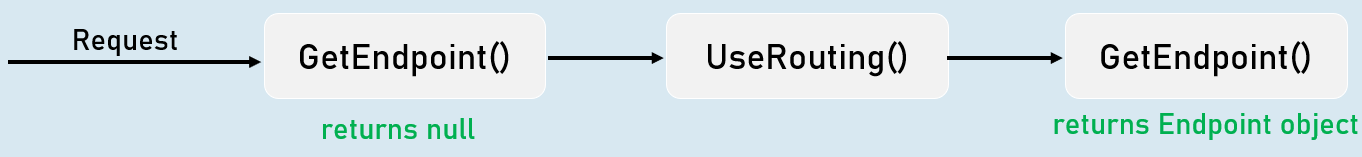 Request
GetEndpoint()
UseRouting()
GetEndpoint()
returns null
returns Endpoint object